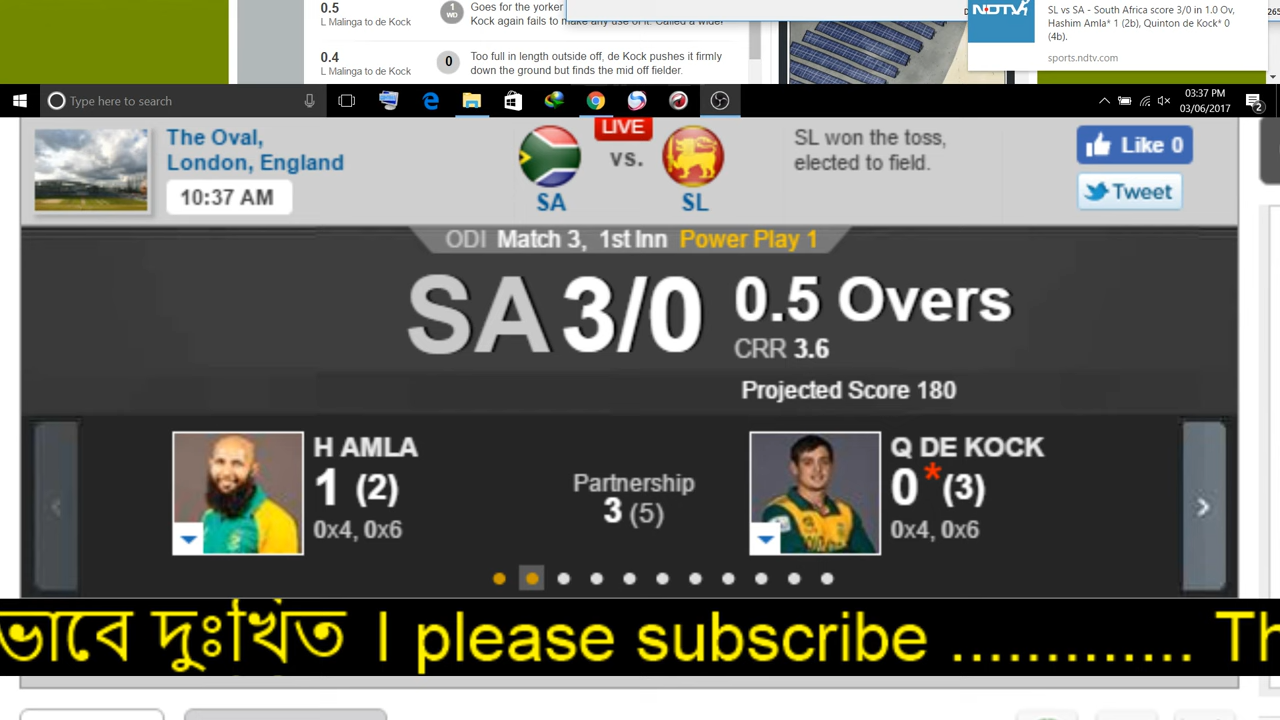 0.5
L Malinga to de Kock
1
WD
Goes for the yorker
Kock again fails to make any use of it. Called a wide!
0.4
L Malinga to de Kock
0
Too full in length outside off, de Kock pushes it firmly
down the ground but finds the mid off fielder.
NDTV
SL vs SA - South Africa score 3/0 in 1.0 Ov,
Hashim Amla* 1 (2b), Quinton de Kock* 0
(4b).
sports.ndtv.com
Type here to search
03:37 PM
03/06/2017
2
The Oval,
London, England
10:37 AM
SA
LIVE
vs.
SL
SL won the toss,
elected to field.
Like 0
Tweet
ODI Match 3, 1st Inn Power Play 1
SA 3/0 0.5 Overs
CRR 3.6
Projected Score 180
H AMLA
1 (2)
0x4, 0x6
Partnership
3 (5)
Q DE KOCK
0 * (3)
0x4, 0x6
ভাবে দুঃখিত । please subscribe ............. Th